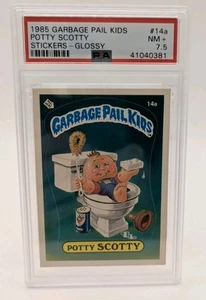 1985 GARBAGE PAIL KIDS #14a
POTTY SCOTTY NM+
STICKERS-GLOSSY 7.5
PSA 41040381
14a
GARBAGE PAIL KIDS
POTTY SCOTTY